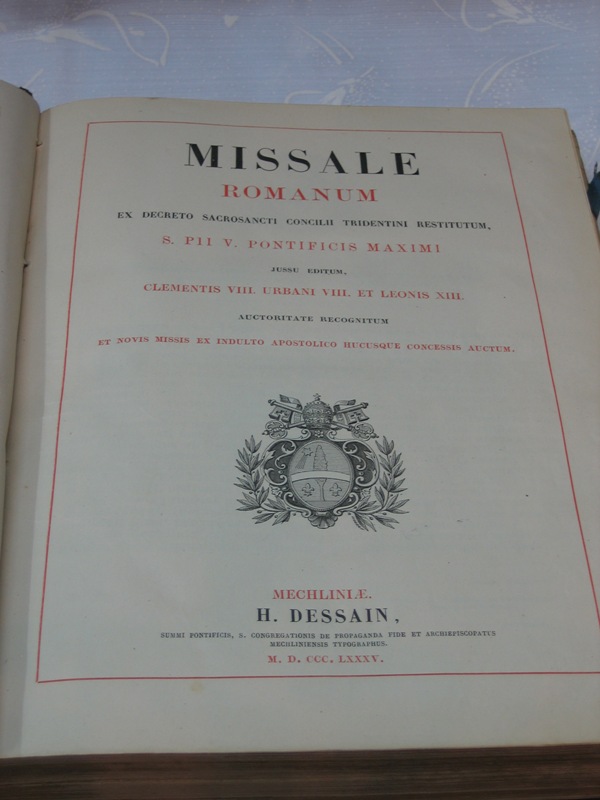 MISSALE
ROMANUM
EX DECRETO SACROSANCTI CONCILII TRIDENTINI RESTITUTUM,
S. PII V. PONTIFICIS MAXIMI
JUSSU EDITUM,
CLEMENTIS VIII. URBANI VIII. ET LEONIS XIII.
AUCTORITATE RECOGNITUM
ET NOVIS MISSIS EX INDULTO APOSTOLICO HUCUSQUE CONCESSIS AUCTUM.
MECHLINIÆ.
H. DESSAIN,
SUMMI PONTIFICIS, S. CONGREGATIONIS DE PROPAGANDA FIDE ET ARCHIEPISCOPATUS
MECHLINIENSIS TYPOGRAPHUS.
M. D. CCC. LXXXV.